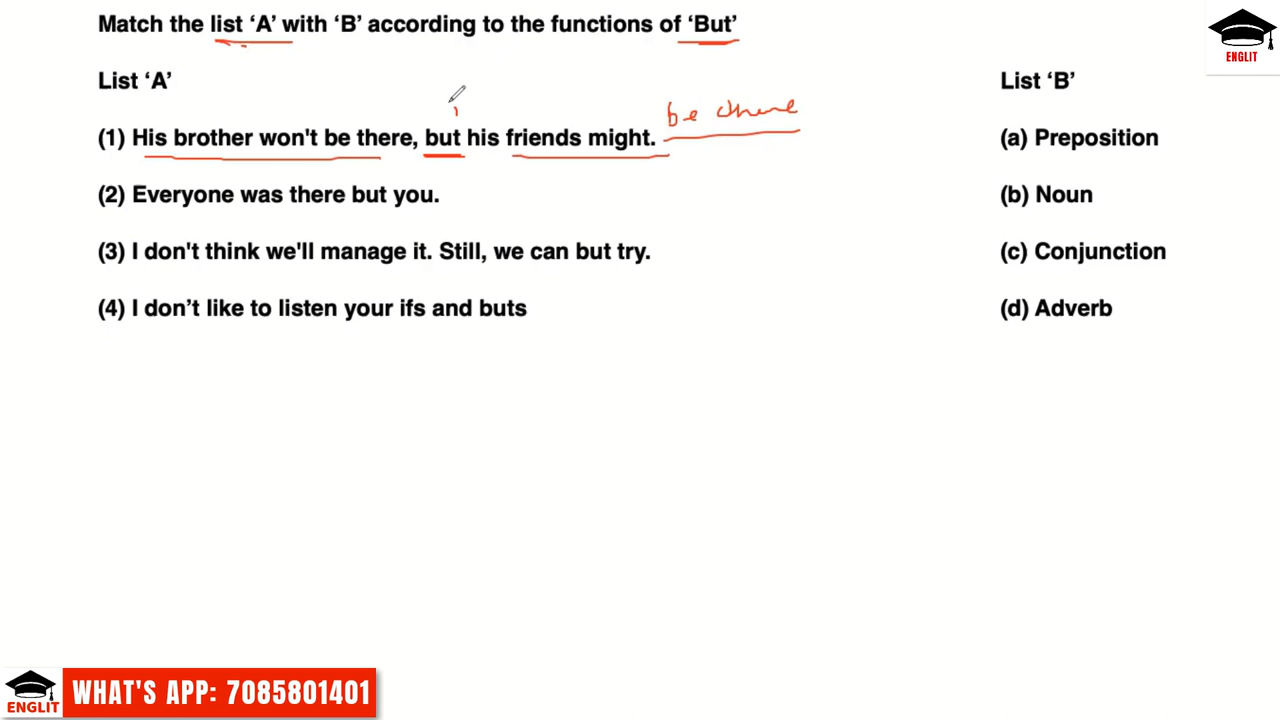 Match the list ‘A’ with ‘B’ according to the functions of ‘But’
ENGLIT
List ‘A’
List ‘B’
be there
(1) His brother won't be there, but his friends might.
(a) Preposition
(2) Everyone was there but you.
(b) Noun
(3) I don't think we'll manage it. Still, we can but try.
(c) Conjunction
(4) I don’t like to listen your ifs and buts
(d) Adverb
ENGLIT
WHAT'S APP: 7085801401